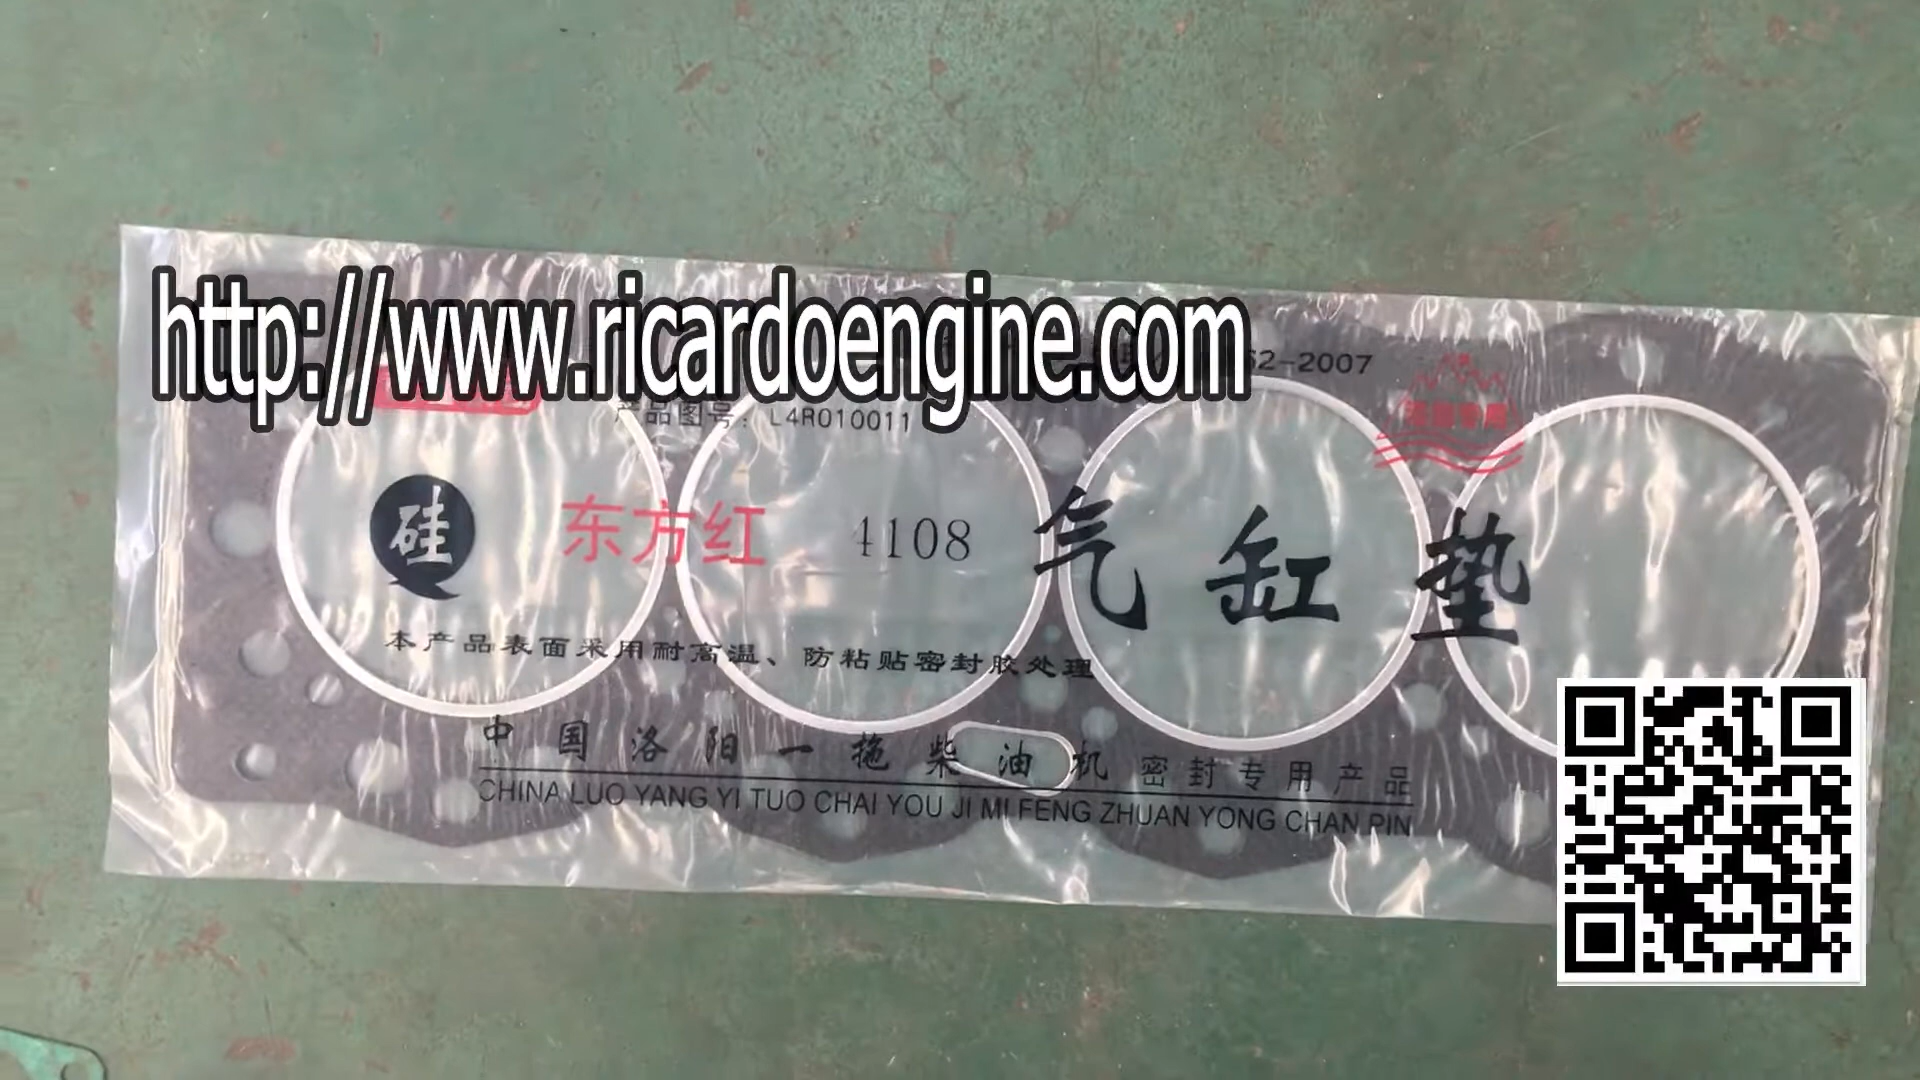 http://www.ricardoengine.com
62-2007
产品图号：L4R010011
硅
东方红 4108 气缸垫
本产品表面采用耐高温、防粘贴密封胶处理
中国洛阳一拖柴油机密封专用产品
CHINA LUO YANG YI TUO CHAI YOU JI MI FENG ZHUAN YONG CHAN PIN